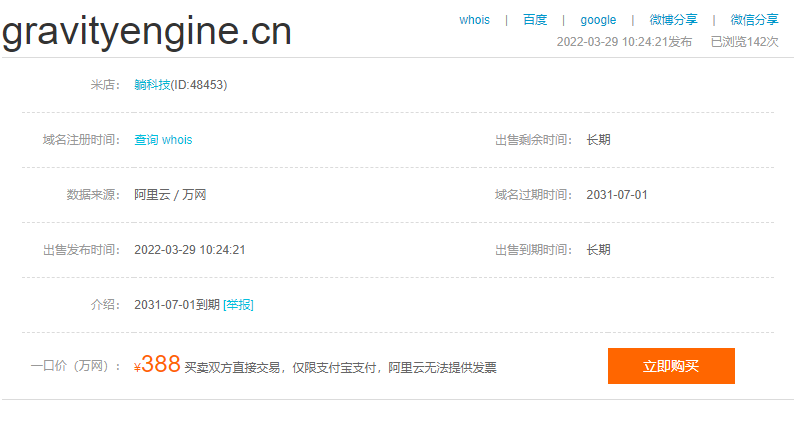 gravityengine.cn
whois | 百度 | google | 微博分享 | 微信分享
2022-03-29 10:24:21发布 已浏览142次
米店： 躺科技(ID:48453)
域名注册时间： 查询 whois 出售剩余时间： 长期
数据来源： 阿里云 / 万网 域名过期时间： 2031-07-01
出售发布时间： 2022-03-29 10:24:21 出售到期时间： 长期
介绍： 2031-07-01到期 [举报]
一口价（万网）： ¥388 买卖双方直接交易，仅限支付宝支付，阿里云无法提供发票 立即购买